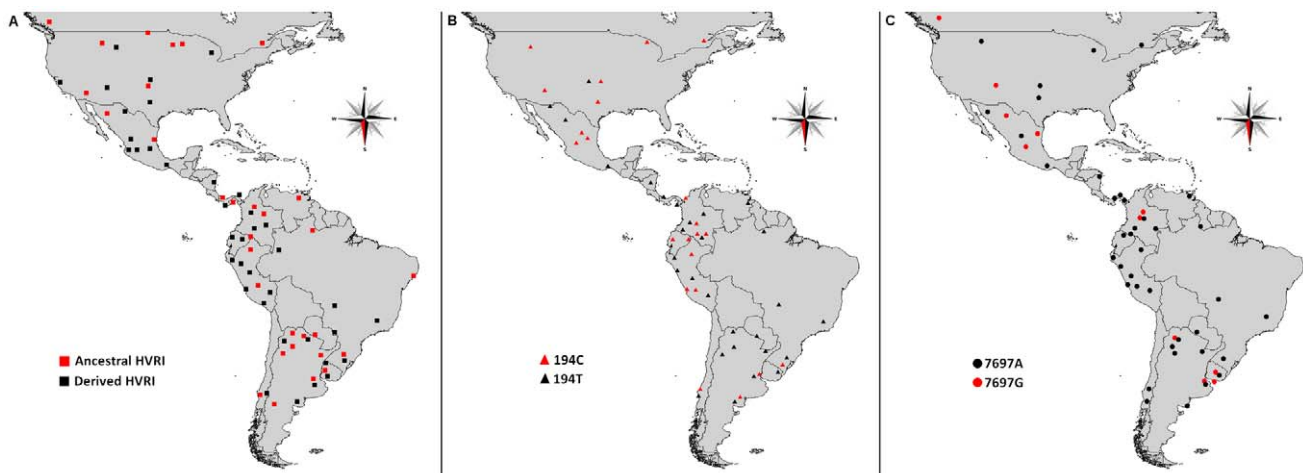 A
N
W
E
S
Ancestral HVRI
Derived HVRI
B
N
W
E
S
194C
194T
C
N
W
E
S
7697A
7697G